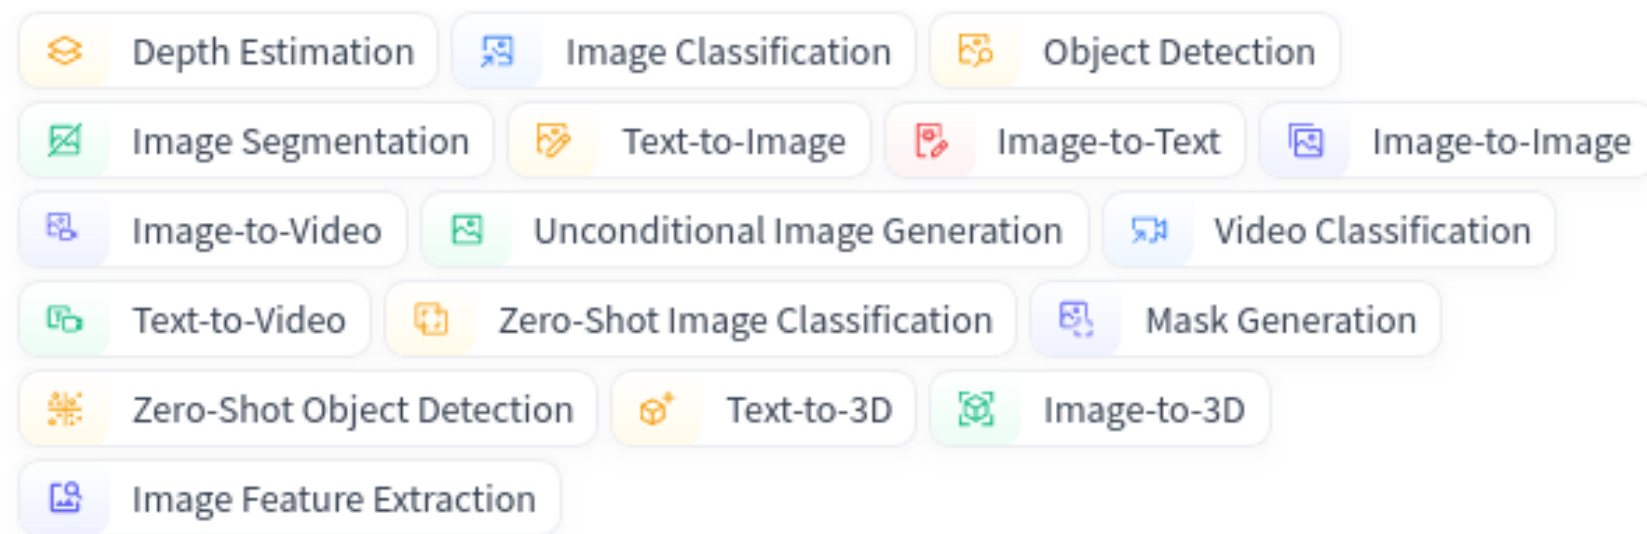 Depth Estimation Image Classification Object Detection
Image Segmentation Text-to-Image Image-to-Text Image-to-Image
Image-to-Video Unconditional Image Generation Video Classification
Text-to-Video Zero-Shot Image Classification Mask Generation
Zero-Shot Object Detection Text-to-3D Image-to-3D
Image Feature Extraction